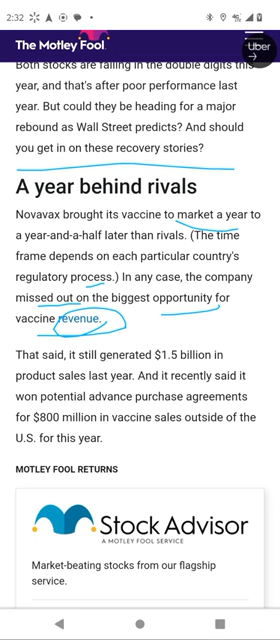 2:32
The Motley Fool.
Uber
Both stocks are falling in the double digits this
year, and that's after poor performance last
year. But could they be heading for a major
rebound as Wall Street predicts? And should
you get in on these recovery stories?
A year behind rivals
Novavax brought its vaccine to market a year to
a year-and-a-half later than rivals. (The time
frame depends on each particular country's
regulatory process.) In any case, the company
missed out on the biggest opportunity for
vaccine revenue.
That said, it still generated $1.5 billion in
product sales last year. And it recently said it
won potential advance purchase agreements
for $800 million in vaccine sales outside of the
U.S. for this year.
MOTLEY FOOL RETURNS
Stock Advisor
A MOTLEY FOOL SERVICE
Market-beating stocks from our flagship
service.